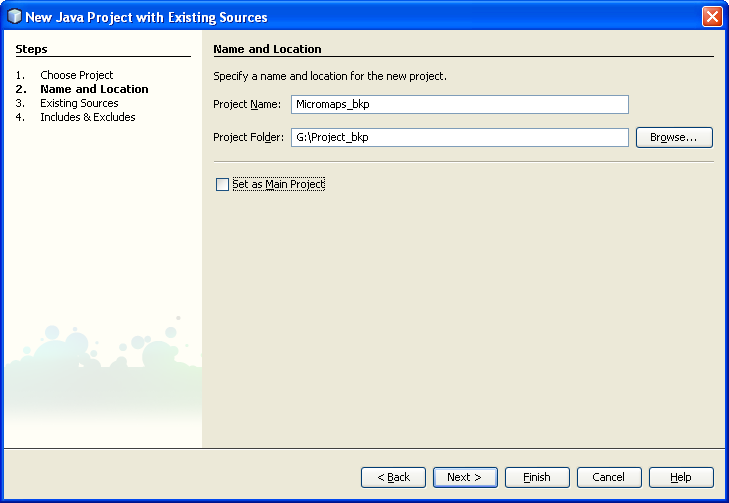 New Java Project with Existing Sources
Steps
1. Choose Project
2. Name and Location
3. Existing Sources
4. Includes & Excludes
Name and Location
Specify a name and location for the new project.
Project Name: Micromaps_bkp
Project Folder: G:\Project_bkp Browse...
Set as Main Project
< Back Next > Finish Cancel Help